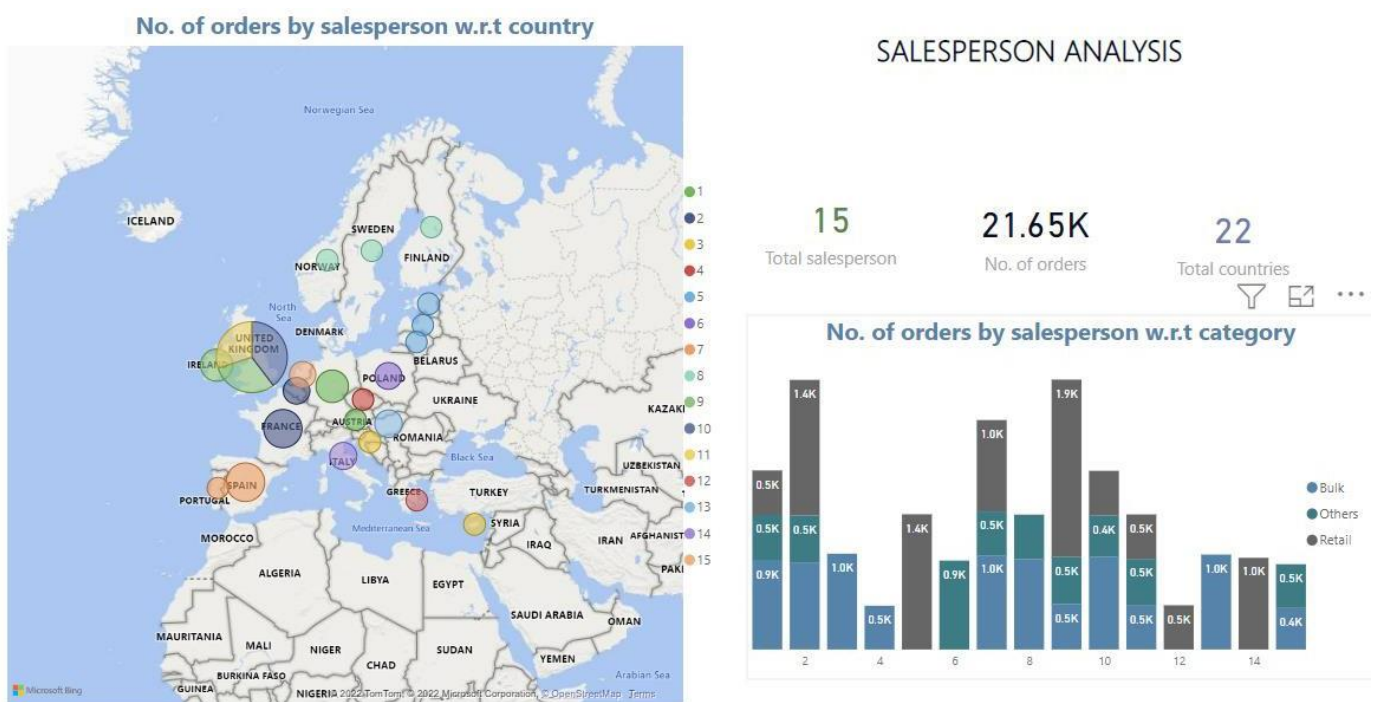 No. of orders by salesperson w.r.t country
Norwegian Sea
ICELAND
SWEDEN
FINLAND
NORWAY
North
Sea
DENMARK
UNITED
KINGDOM
IRELAND
BELARUS
POLAND
UKRAINE
KAZAK
FRANCE
AUSTRIA
ROMANIA
ITALY
Black Sea
UZBEKISTAN
SPAIN
PORTUGAL
GREECE
TURKEY
TURKMENISTAN
Mediterranean Sea
SYRIA
MOROCCO
IRAQ
IRAN
AFGHANIST
PAKI
ALGERIA
LIBYA
EGYPT
SAUDI ARABIA
OMAN
MAURITANIA
MALI
NIGER
CHAD
SUDAN
YEMEN
BURKINA FASO
Arabian Sea
GUINEA
NIGERIA
Microsoft Bing
© 2022 TomTom, © 2022 Microsoft Corporation, © OpenStreetMap Terms
1
2
3
4
5
6
7
8
9
10
11
12
13
14
15
SALESPERSON ANALYSIS
15
Total salesperson
21.65K
No. of orders
22
Total countries
No. of orders by salesperson w.r.t category
0.5K
0.5K
0.9K
1.4K
0.5K
1.0K
0.5K
1.4K
0.9K
1.0K
0.5K
1.0K
1.9K
0.5K
0.5K
0.4K
0.5K
0.5K
0.5K
0.5K
1.0K
1.0K
0.5K
0.4K
2 4 6 8 10 12 14
Bulk
Others
Retail